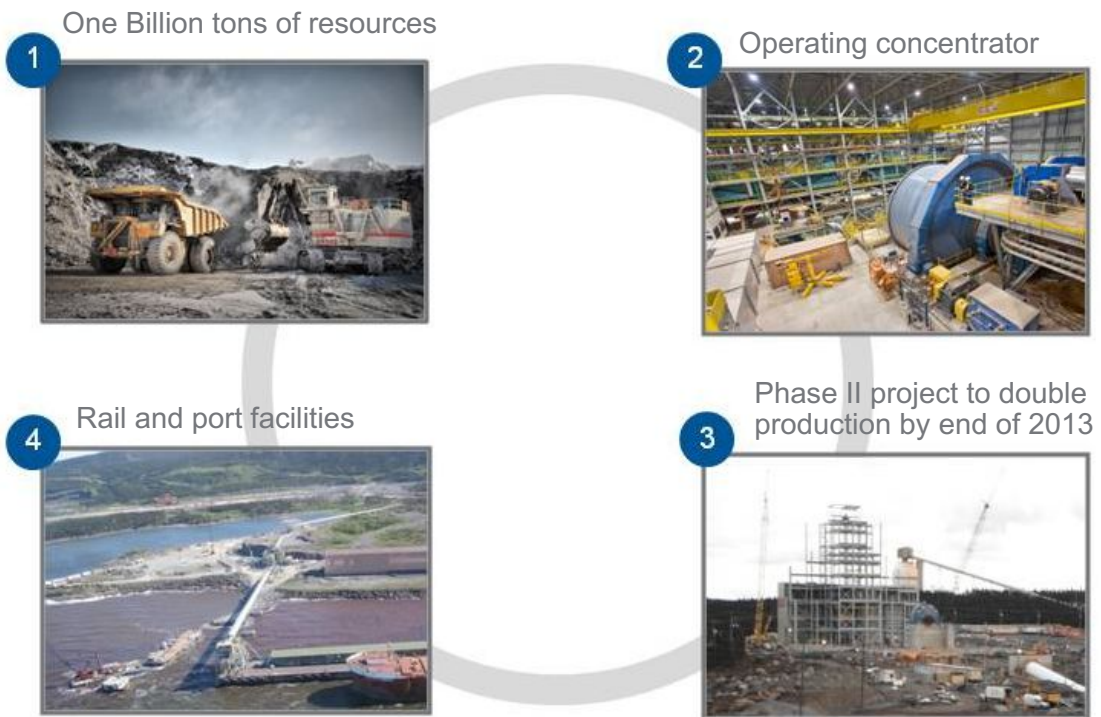 One Billion tons of resources
1
2
Operating concentrator
Phase II project to double
production by end of 2013
3
Rail and port facilities
4